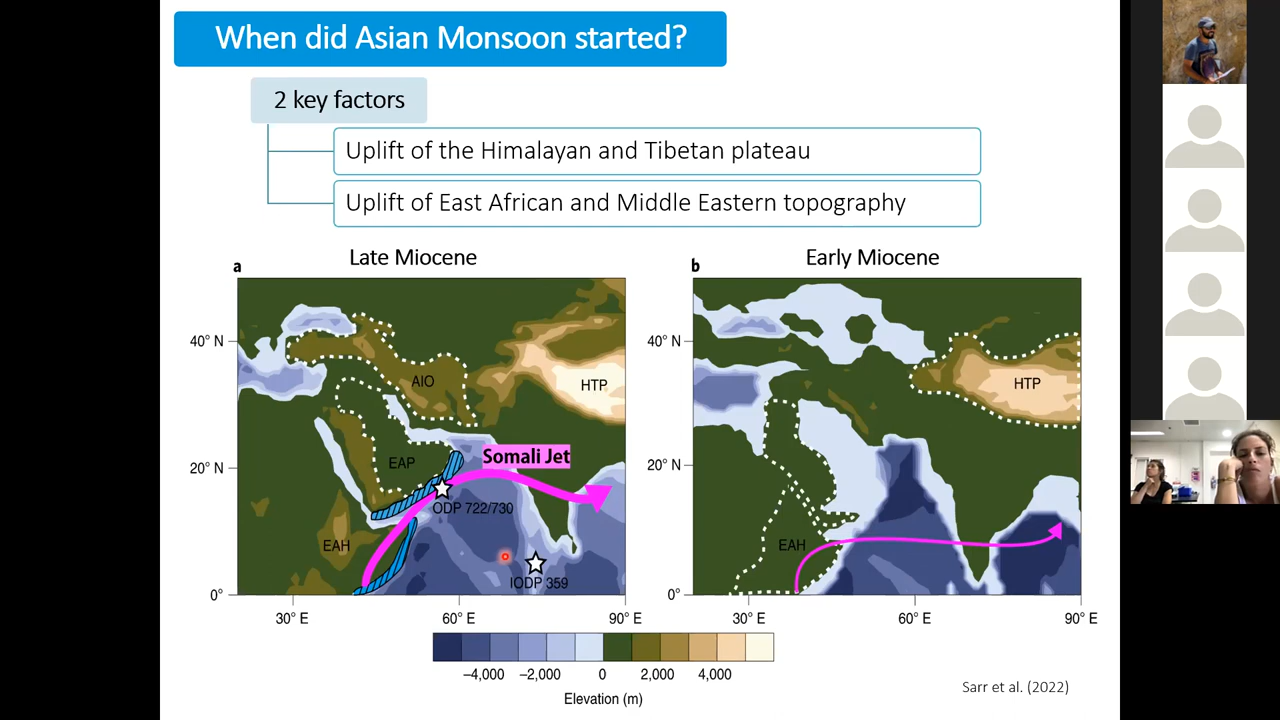 When did Asian Monsoon started?
2 key factors
Uplift of the Himalayan and Tibetan plateau
Uplift of East African and Middle Eastern topography
a
Late Miocene
40° N
20° N
0°
AIO
HTP
EAP
Somali Jet
ODP 722/730
EAH
IODP 359
30° E
60° E
90° E
b
Early Miocene
40° N
20° N
0°
HTP
EAH
30° E
60° E
90° E
−4,000
−2,000
0
2,000
4,000
Elevation (m)
Sarr et al. (2022)